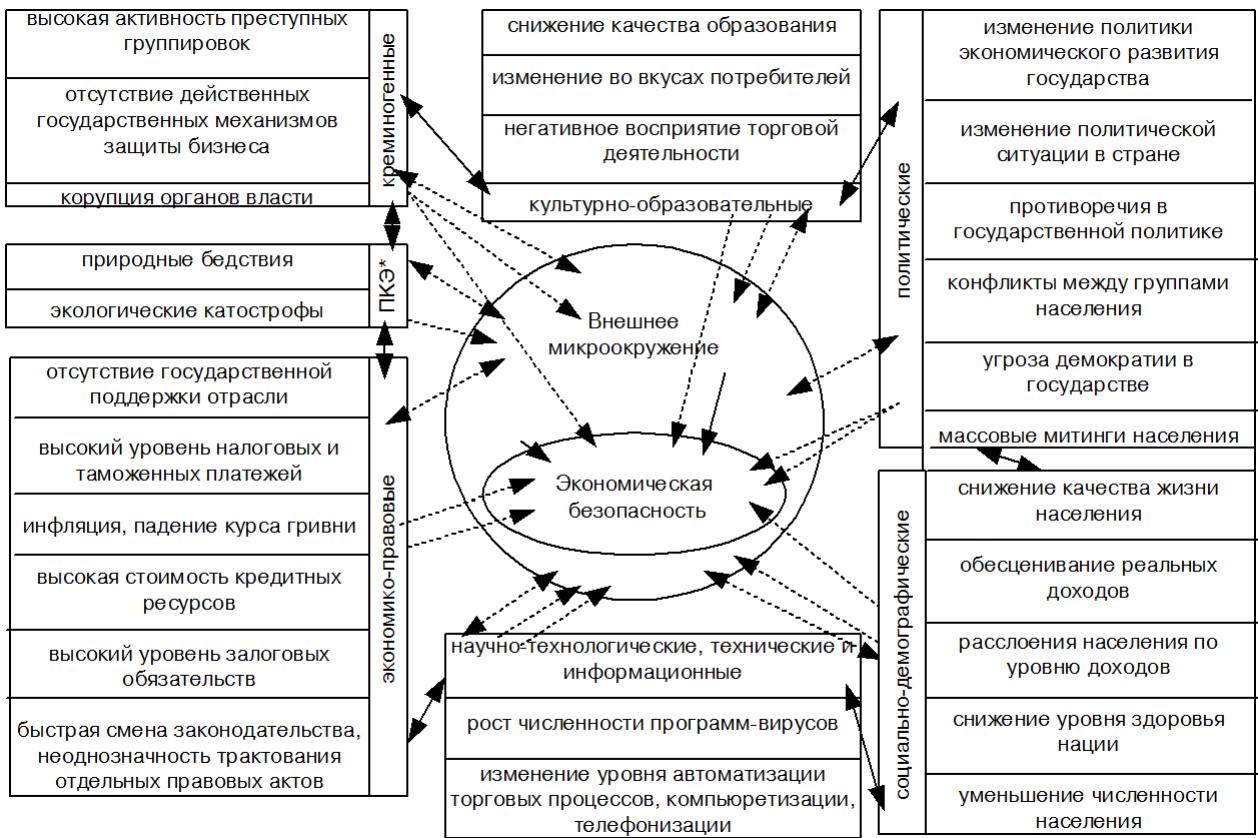 высокая активность преступных
группировок
отсутствие действенных
государственных механизмов
защиты бизнеса
корупция органов власти
креминогенные
природные бедствия
экологические катострофы
ПКЭ*
отсутствие государственной
поддержки отрасли
высокий уровень налоговых и
таможенных платежей
инфляция, падение курса гривни
высокая стоимость кредитных
ресурсов
высокий уровень залоговых
обязательств
быстрая смена законодательства,
неоднозначность трактования
отдельных правовых актов
экономико-правовые
снижение качества образования
изменение во вкусах потребителей
негативное восприятие торговой
деятельности
культурно-образовательные
Внешнее
микроокружение
Экономическая
безопасность
научно-технологические, технические и
информационные
рост численности программ-вирусов
изменение уровня автоматизации
торговых процессов, компьюретизации,
телефонизации
политические
изменение политики
экономического развития
государства
изменение политической
ситуации в стране
противоречия в
государственной политике
конфликты между группами
населения
угроза демократии в
государстве
массовые митинги населения
социально-демографические
снижение качества жизни
населения
обесценивание реальных
доходов
расслоения населения по
уровню доходов
снижение уровня здоровья
нации
уменьшение численности
населения